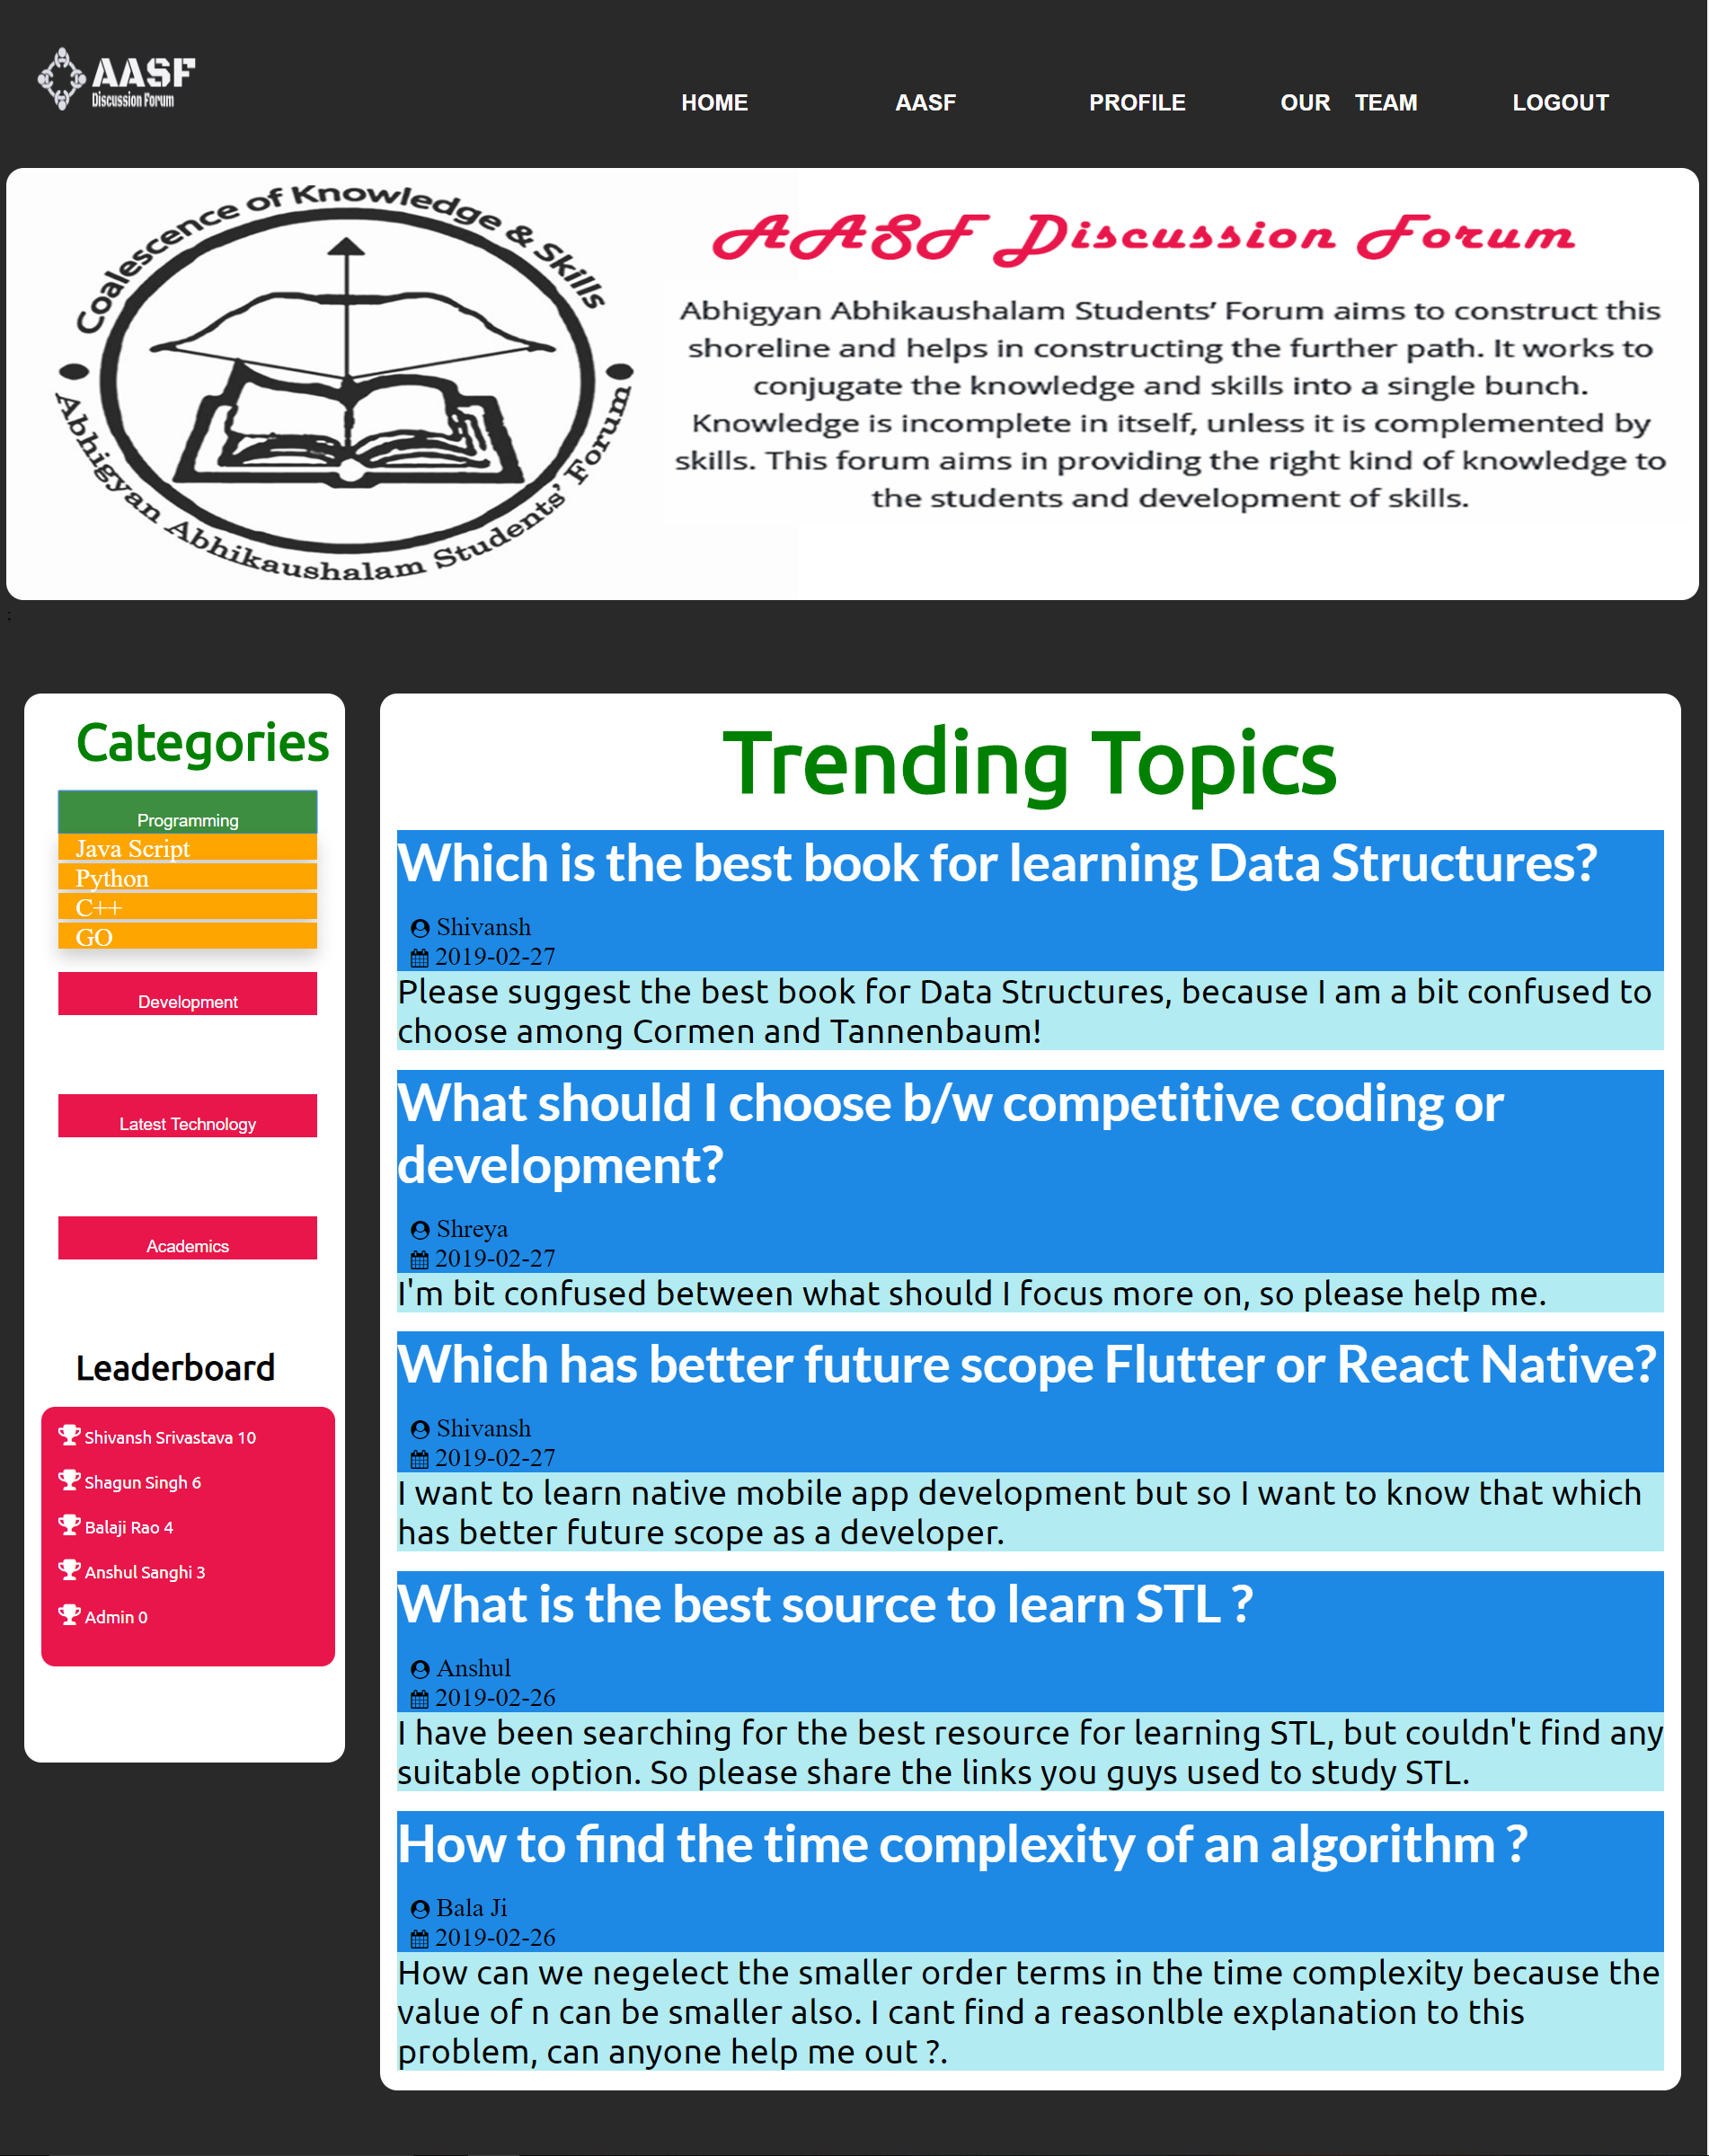 AASF
Discussion Forum
HOME AASF PROFILE OUR TEAM LOGOUT
Coalescence of Knowledge & Skills
Abhigyan Abhikaushalam Students' Forum
AASF Discussion Forum
Abhigyan Abhikaushalam Students' Forum aims to construct this
shoreline and helps in constructing the further path. It works to
conjugate the knowledge and skills into a single bunch.
Knowledge is incomplete in itself, unless it is complemented by
skills. This forum aims in providing the right kind of knowledge to
the students and development of skills.
;
Categories
Programming
Java Script
Python
C++
GO
Development
Latest Technology
Academics
Leaderboard
Shivansh Srivastava 10
Shagun Singh 6
Balaji Rao 4
Anshul Sanghi 3
Admin 0
Trending Topics
Which is the best book for learning Data Structures?
Shivansh
2019-02-27
Please suggest the best book for Data Structures, because I am a bit confused to
choose among Cormen and Tannenbaum!
What should I choose b/w competitive coding or
development?
Shreya
2019-02-27
I'm bit confused between what should I focus more on, so please help me.
Which has better future scope Flutter or React Native?
Shivansh
2019-02-27
I want to learn native mobile app development but so I want to know that which
has better future scope as a developer.
What is the best source to learn STL ?
Anshul
2019-02-26
I have been searching for the best resource for learning STL, but couldn't find any
suitable option. So please share the links you guys used to study STL.
How to find the time complexity of an algorithm ?
Bala Ji
2019-02-26
How can we negelect the smaller order terms in the time complexity because the
value of n can be smaller also. I cant find a reasonlble explanation to this
problem, can anyone help me out ?.